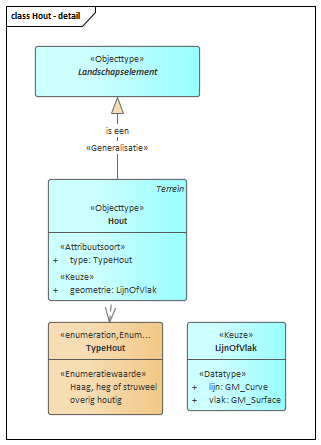 class Hout - detail
«Objecttype»
Landschapselement
is een
«Generalisatie»
Terrein
«Objecttype»
Hout
«Attribuutsoort»
+ type: TypeHout
«Keuze»
+ geometrie: LijnOfVlak
«enumeration,Enum...
TypeHout
«Enumeratiewaarde»
Haag, heg of struweel
overig houtig
«Keuze»
LijnOfVlak
«Datatype»
+ lijn: GM_Curve
+ vlak: GM_Surface